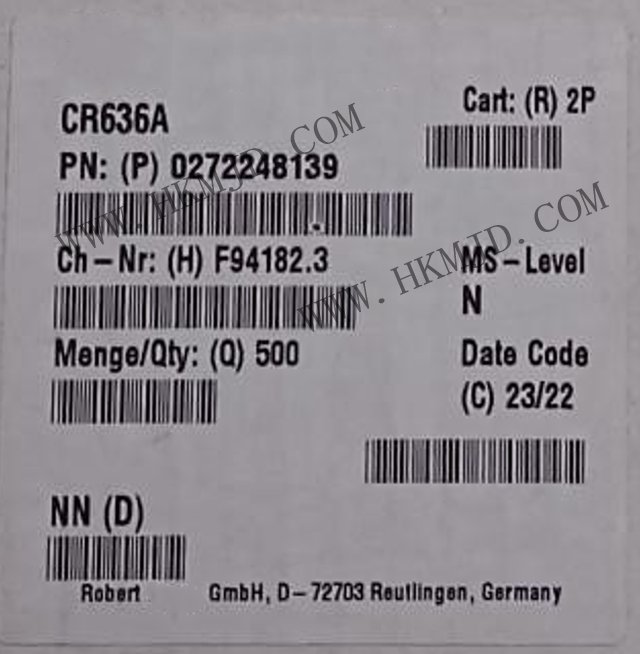 CR636A
Cart: (R) 2P
PN: (P) 0272248139
Ch-Nr: (H) F94182.3
MS-Level
N
Menge/Qty: (Q) 500
Date Code
(C) 23/22
NN (D)
Robert GmbH, D-72703 Reutlingen, Germany
WWW.HKMJD.COM
WWW.HKMJD.COM